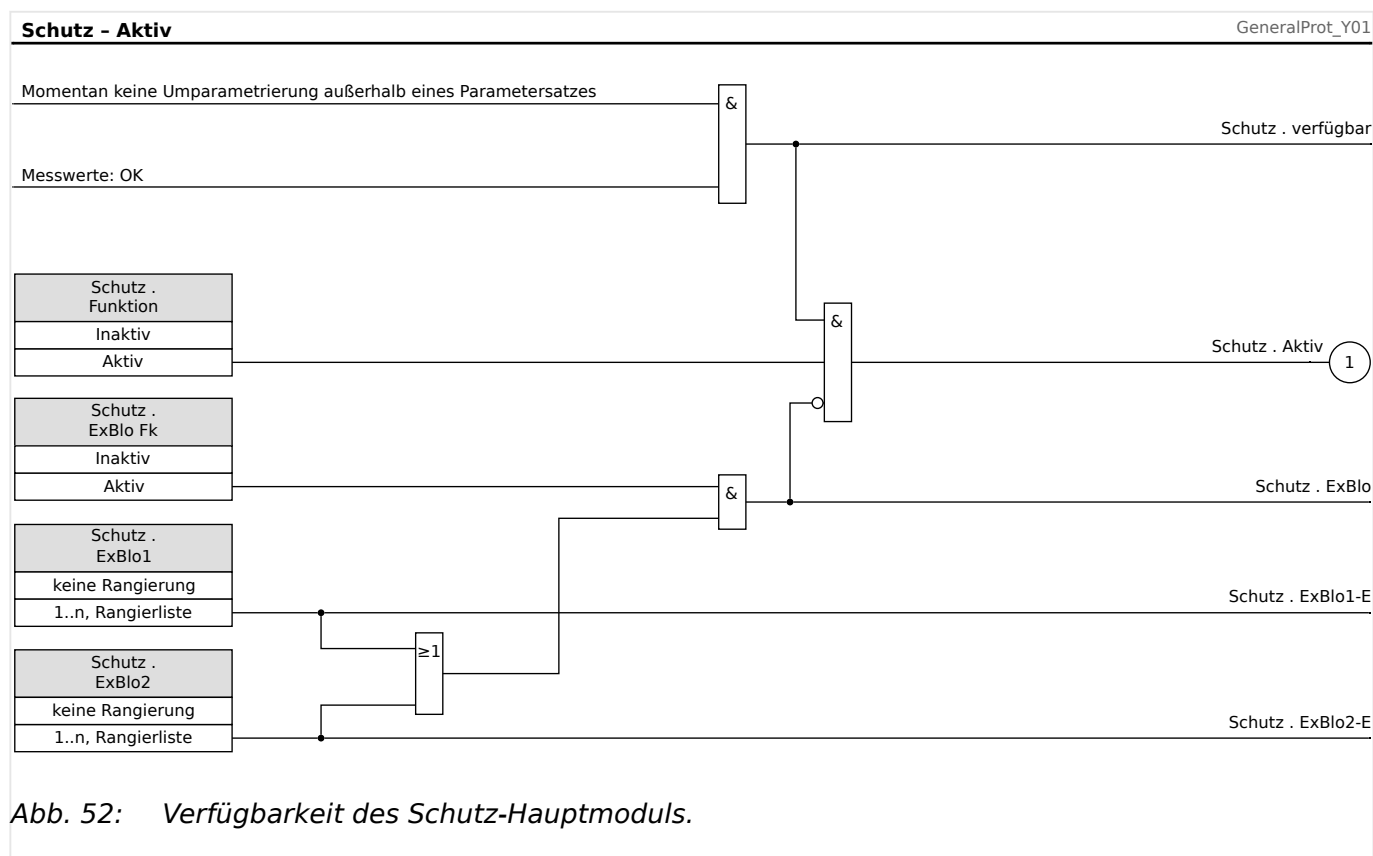 Schutz – Aktiv
GeneralProt_Y01
Momentan keine Umparametrierung außerhalb eines Parametersatzes
&
Schutz . verfügbar
Messwerte: OK
Schutz .
Funktion
Inaktiv
Aktiv
&
Schutz . Aktiv
1
Schutz .
ExBlo Fk
Inaktiv
Aktiv
&
Schutz . ExBlo
Schutz .
ExBlo1
keine Rangierung
1..n, Rangierliste
Schutz . ExBlo1-E
≥1
Schutz .
ExBlo2
keine Rangierung
1..n, Rangierliste
Schutz . ExBlo2-E
Abb. 52: Verfügbarkeit des Schutz-Hauptmoduls.